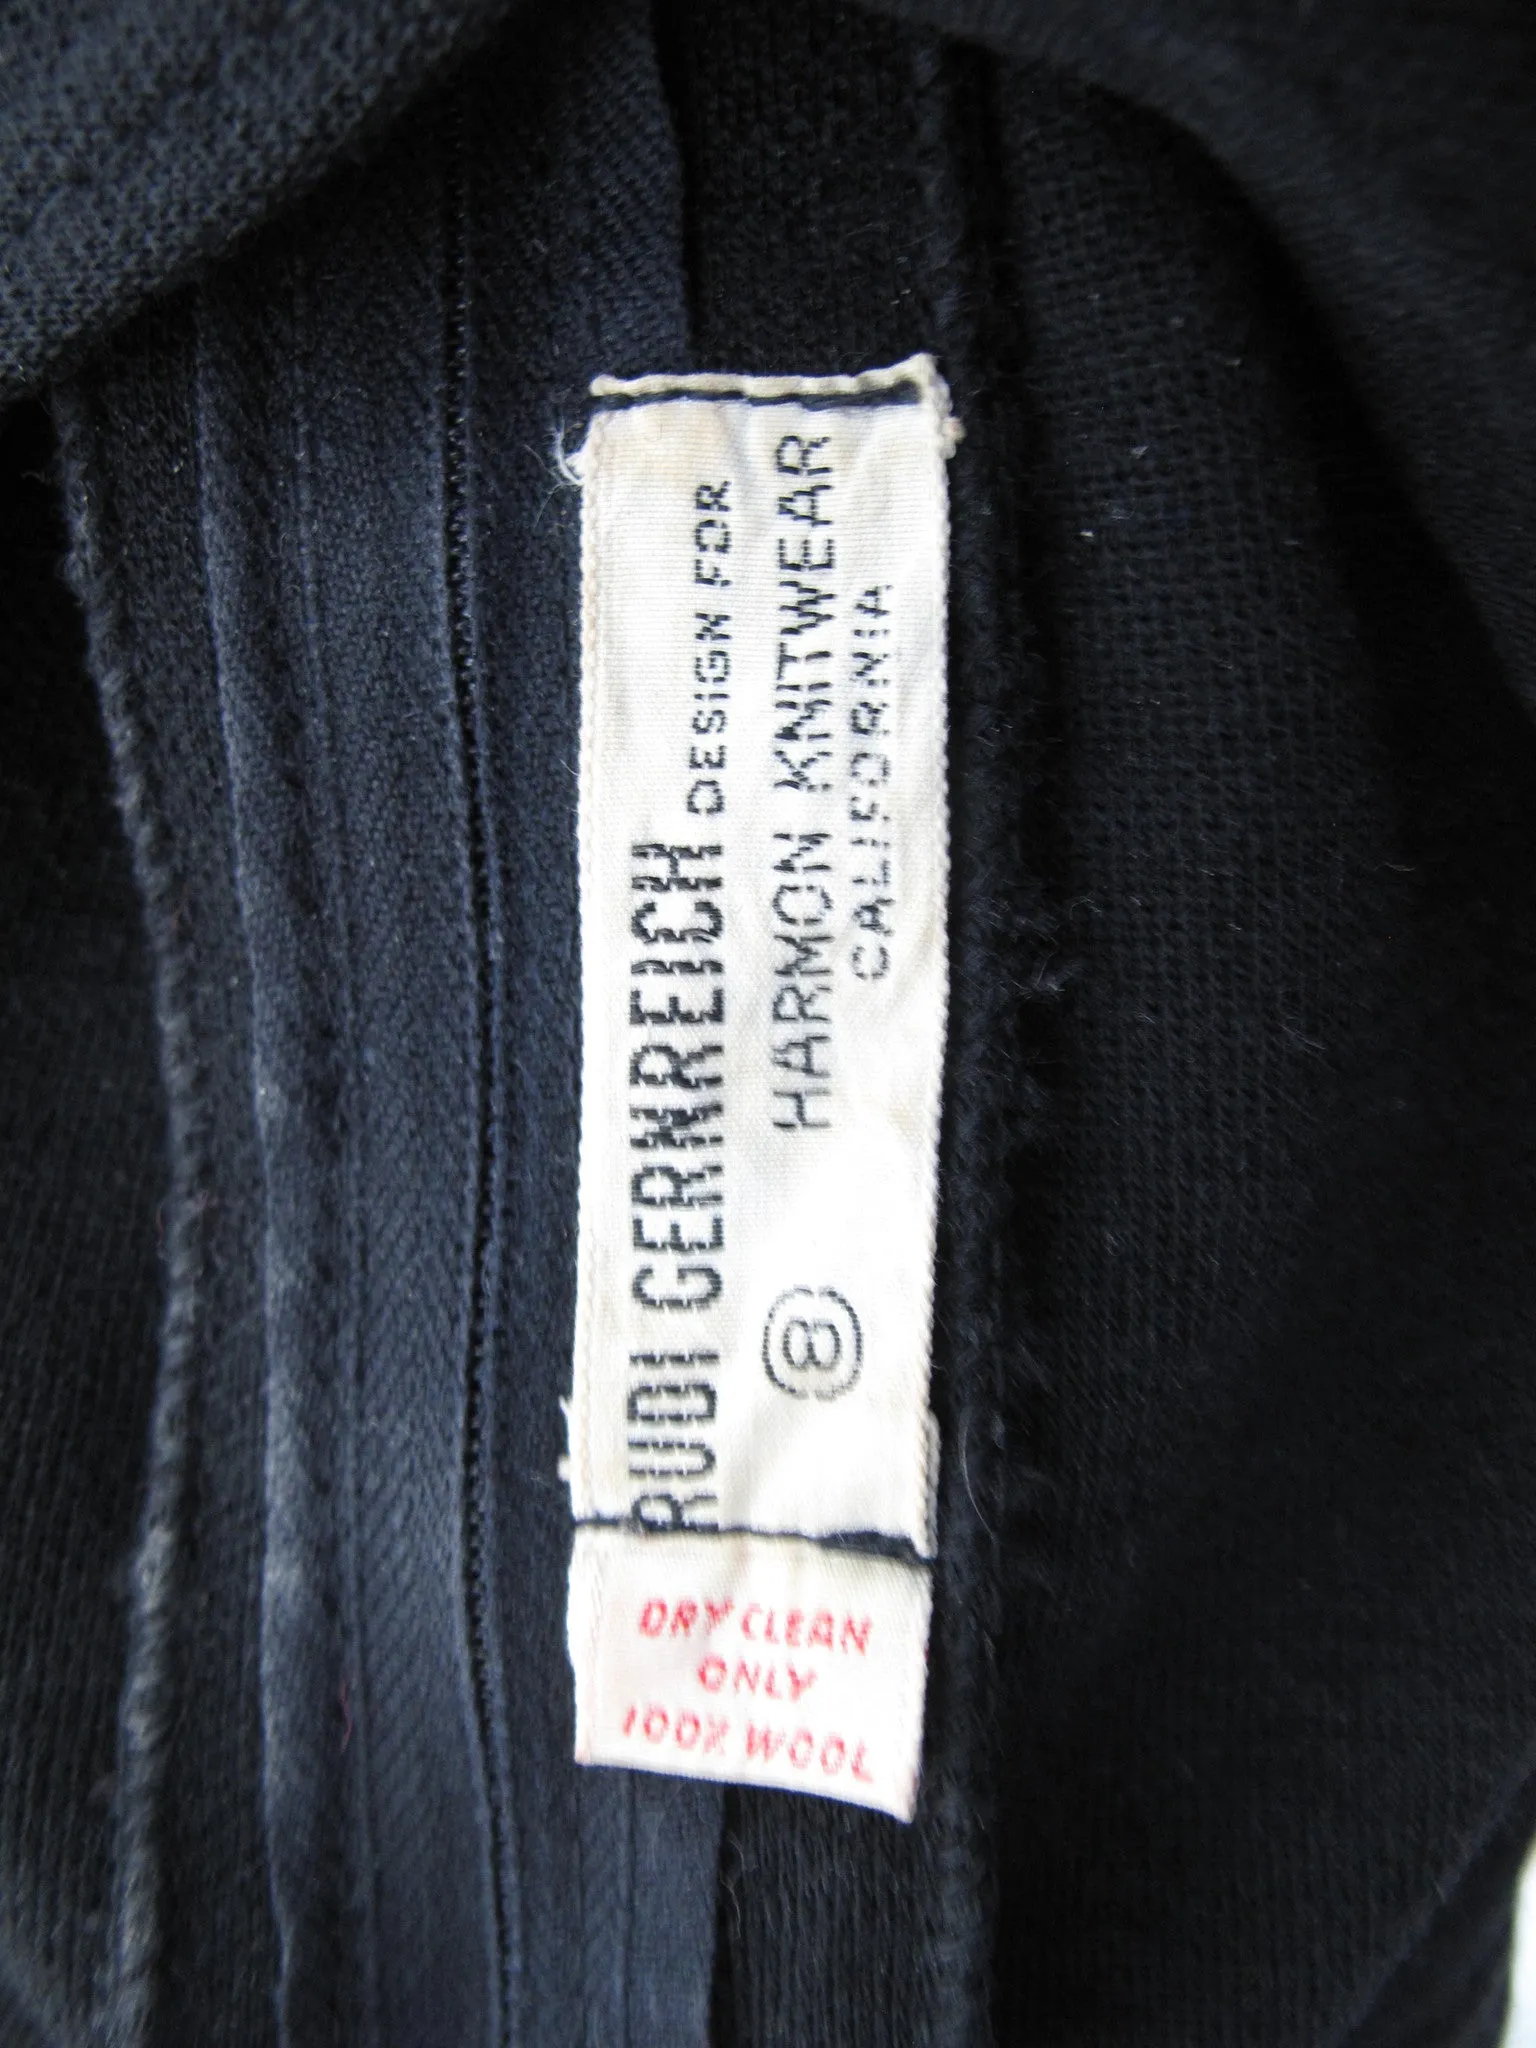 RUDI GERNREICH DESIGN FOR
HARMON KNITWEAR
CALIFORNIA
8
DRY CLEAN
ONLY
100% WOOL